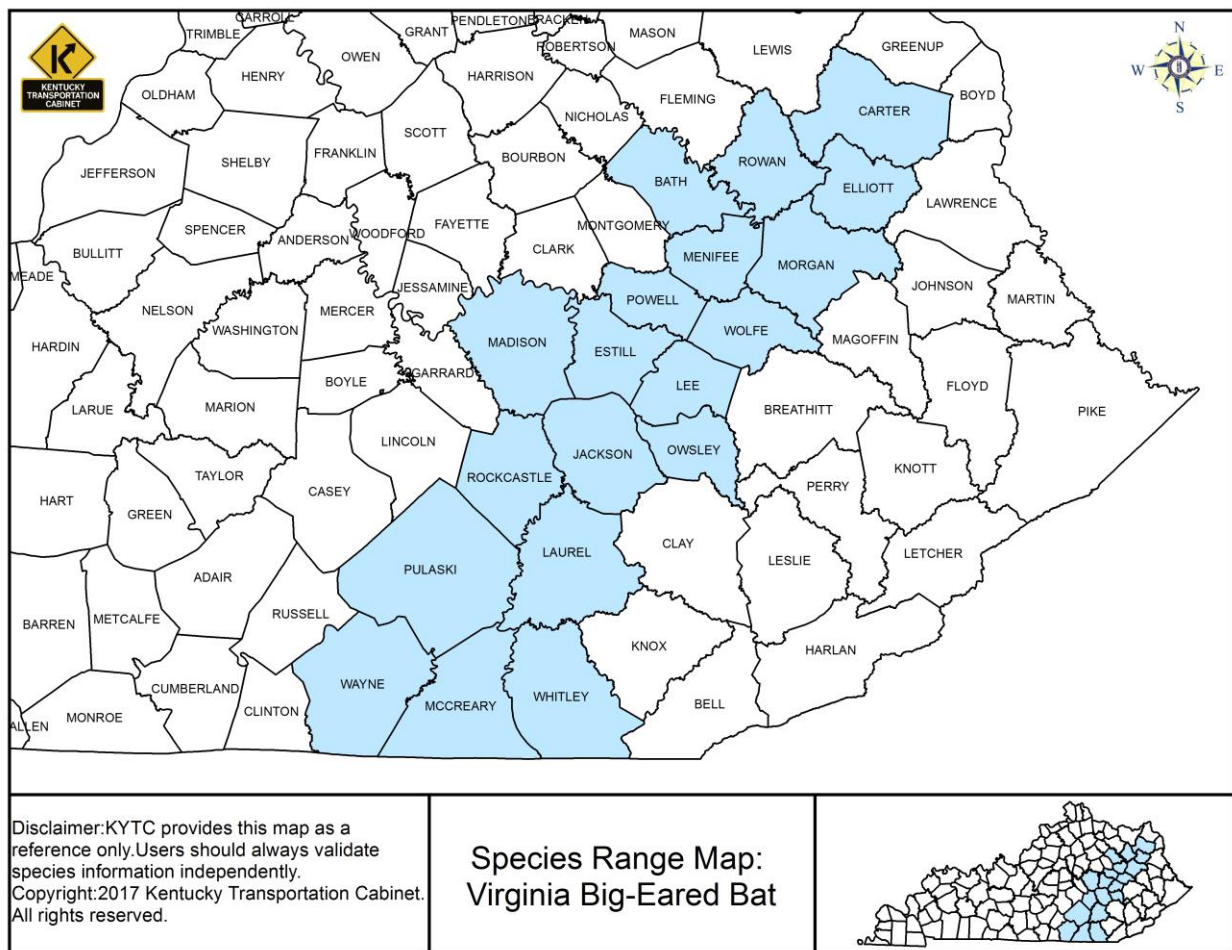 CARROLL
TRIMBLE
OWEN
GRANT
PENDLETON
BRACKEN
ROBERTSON
MASON
LEWIS
GREENUP
N
W
E
S
K
KENTUCKY
TRANSPORTATION
CABINET
HENRY
HARRISON
FLEMING
OLDHAM
BOYD
CARTER
NICHOLAS
SCOTT
SHELBY
FRANKLIN
BOURBON
ROWAN
JEFFERSON
BATH
ELLIOTT
LAWRENCE
SPENCER
ANDERSON
WOODFORD
FAYETTE
CLARK
MONTGOMERY
BULLITT
MENIFEE
MORGAN
MEADE
JESSAMINE
JOHNSON
MARTIN
NELSON
WASHINGTON
MERCER
POWELL
WOLFE
MAGOFFIN
HARDIN
MADISON
ESTILL
GARRARD
BOYLE
LEE
FLOYD
PIKE
LARUE
MARION
BREATHITT
LINCOLN
ROCKCASTLE
JACKSON
OWSLEY
KNOTT
HART
TAYLOR
CASEY
PERRY
GREEN
CLAY
LAUREL
LESLIE
LETCHER
PULASKI
ADAIR
RUSSELL
METCALFE
BARREN
KNOX
HARLAN
WAYNE
CUMBERLAND
CLINTON
MCCREARY
WHITLEY
BELL
MONROE
ALLEN
Disclaimer:KYTC provides this map as a
reference only.Users should always validate
species information independently.
Copyright:2017 Kentucky Transportation Cabinet.
All rights reserved.
Species Range Map:
Virginia Big-Eared Bat